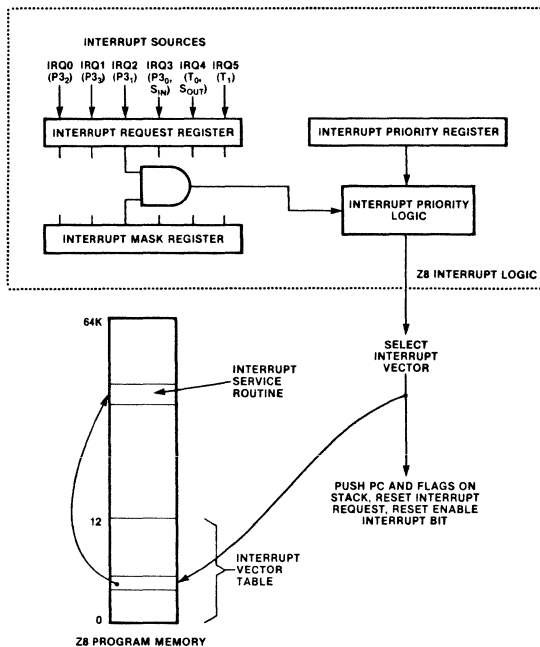 INTERRUPT SOURCES
IRQ0 IRQ1 IRQ2 IRQ3 IRQ4 IRQ5
(P3₂) (P3₃) (P3₁) (P3₀, (T₀, (T₁)
S_IN) S_OUT)
INTERRUPT REQUEST REGISTER
INTERRUPT PRIORITY REGISTER
INTERRUPT PRIORITY
LOGIC
INTERRUPT MASK REGISTER
Z8 INTERRUPT LOGIC
64K
SELECT
INTERRUPT
VECTOR
INTERRUPT
SERVICE
ROUTINE
PUSH PC AND FLAGS ON
STACK, RESET INTERRUPT
REQUEST, RESET ENABLE
INTERRUPT BIT
12
INTERRUPT
VECTOR
TABLE
0
Z8 PROGRAM MEMORY